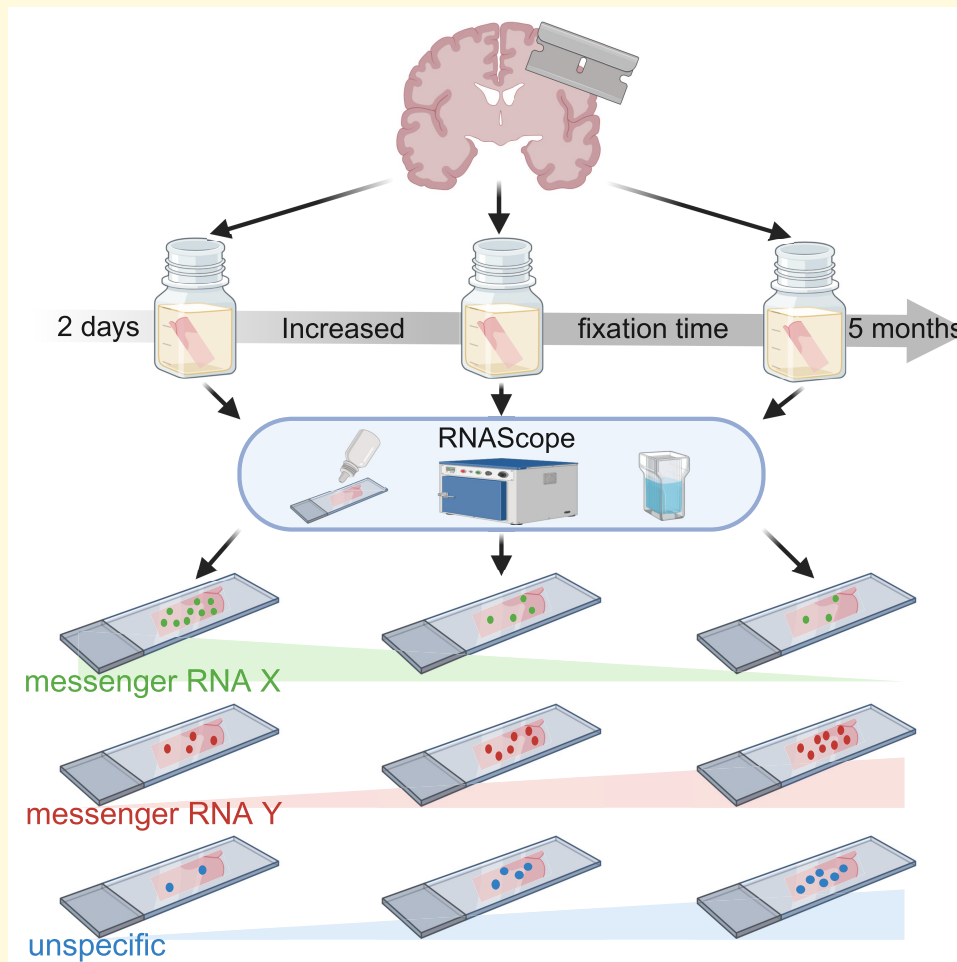 2 days Increased fixation time 5 months
RNAScope
messenger RNA X
messenger RNA Y
unspecific